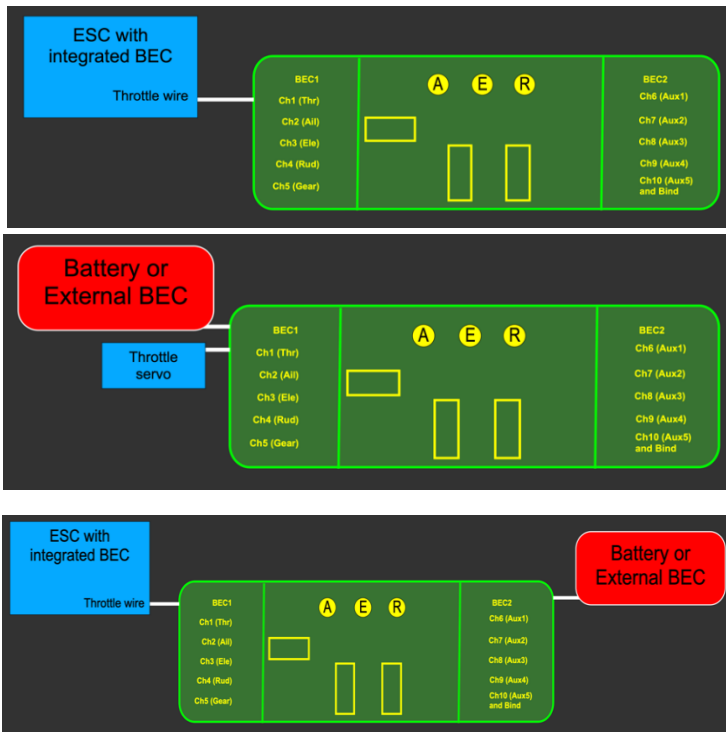 ESC with
integrated BEC
Throttle wire
BEC1
Ch1 (Thr)
Ch2 (Ail)
Ch3 (Ele)
Ch4 (Rud)
Ch5 (Gear)
A E R
BEC2
Ch6 (Aux1)
Ch7 (Aux2)
Ch8 (Aux3)
Ch9 (Aux4)
Ch10 (Aux5)
and Bind
Battery or
External BEC
Throttle
servo
BEC1
Ch1 (Thr)
Ch2 (Ail)
Ch3 (Ele)
Ch4 (Rud)
Ch5 (Gear)
A E R
BEC2
Ch6 (Aux1)
Ch7 (Aux2)
Ch8 (Aux3)
Ch9 (Aux4)
Ch10 (Aux5)
and Bind
ESC with
integrated BEC
Throttle wire
BEC1
Ch1 (Thr)
Ch2 (Ail)
Ch3 (Ele)
Ch4 (Rud)
Ch5 (Gear)
A E R
BEC2
Ch6 (Aux1)
Ch7 (Aux2)
Ch8 (Aux3)
Ch9 (Aux4)
Ch10 (Aux5)
and Bind
Battery or
External BEC